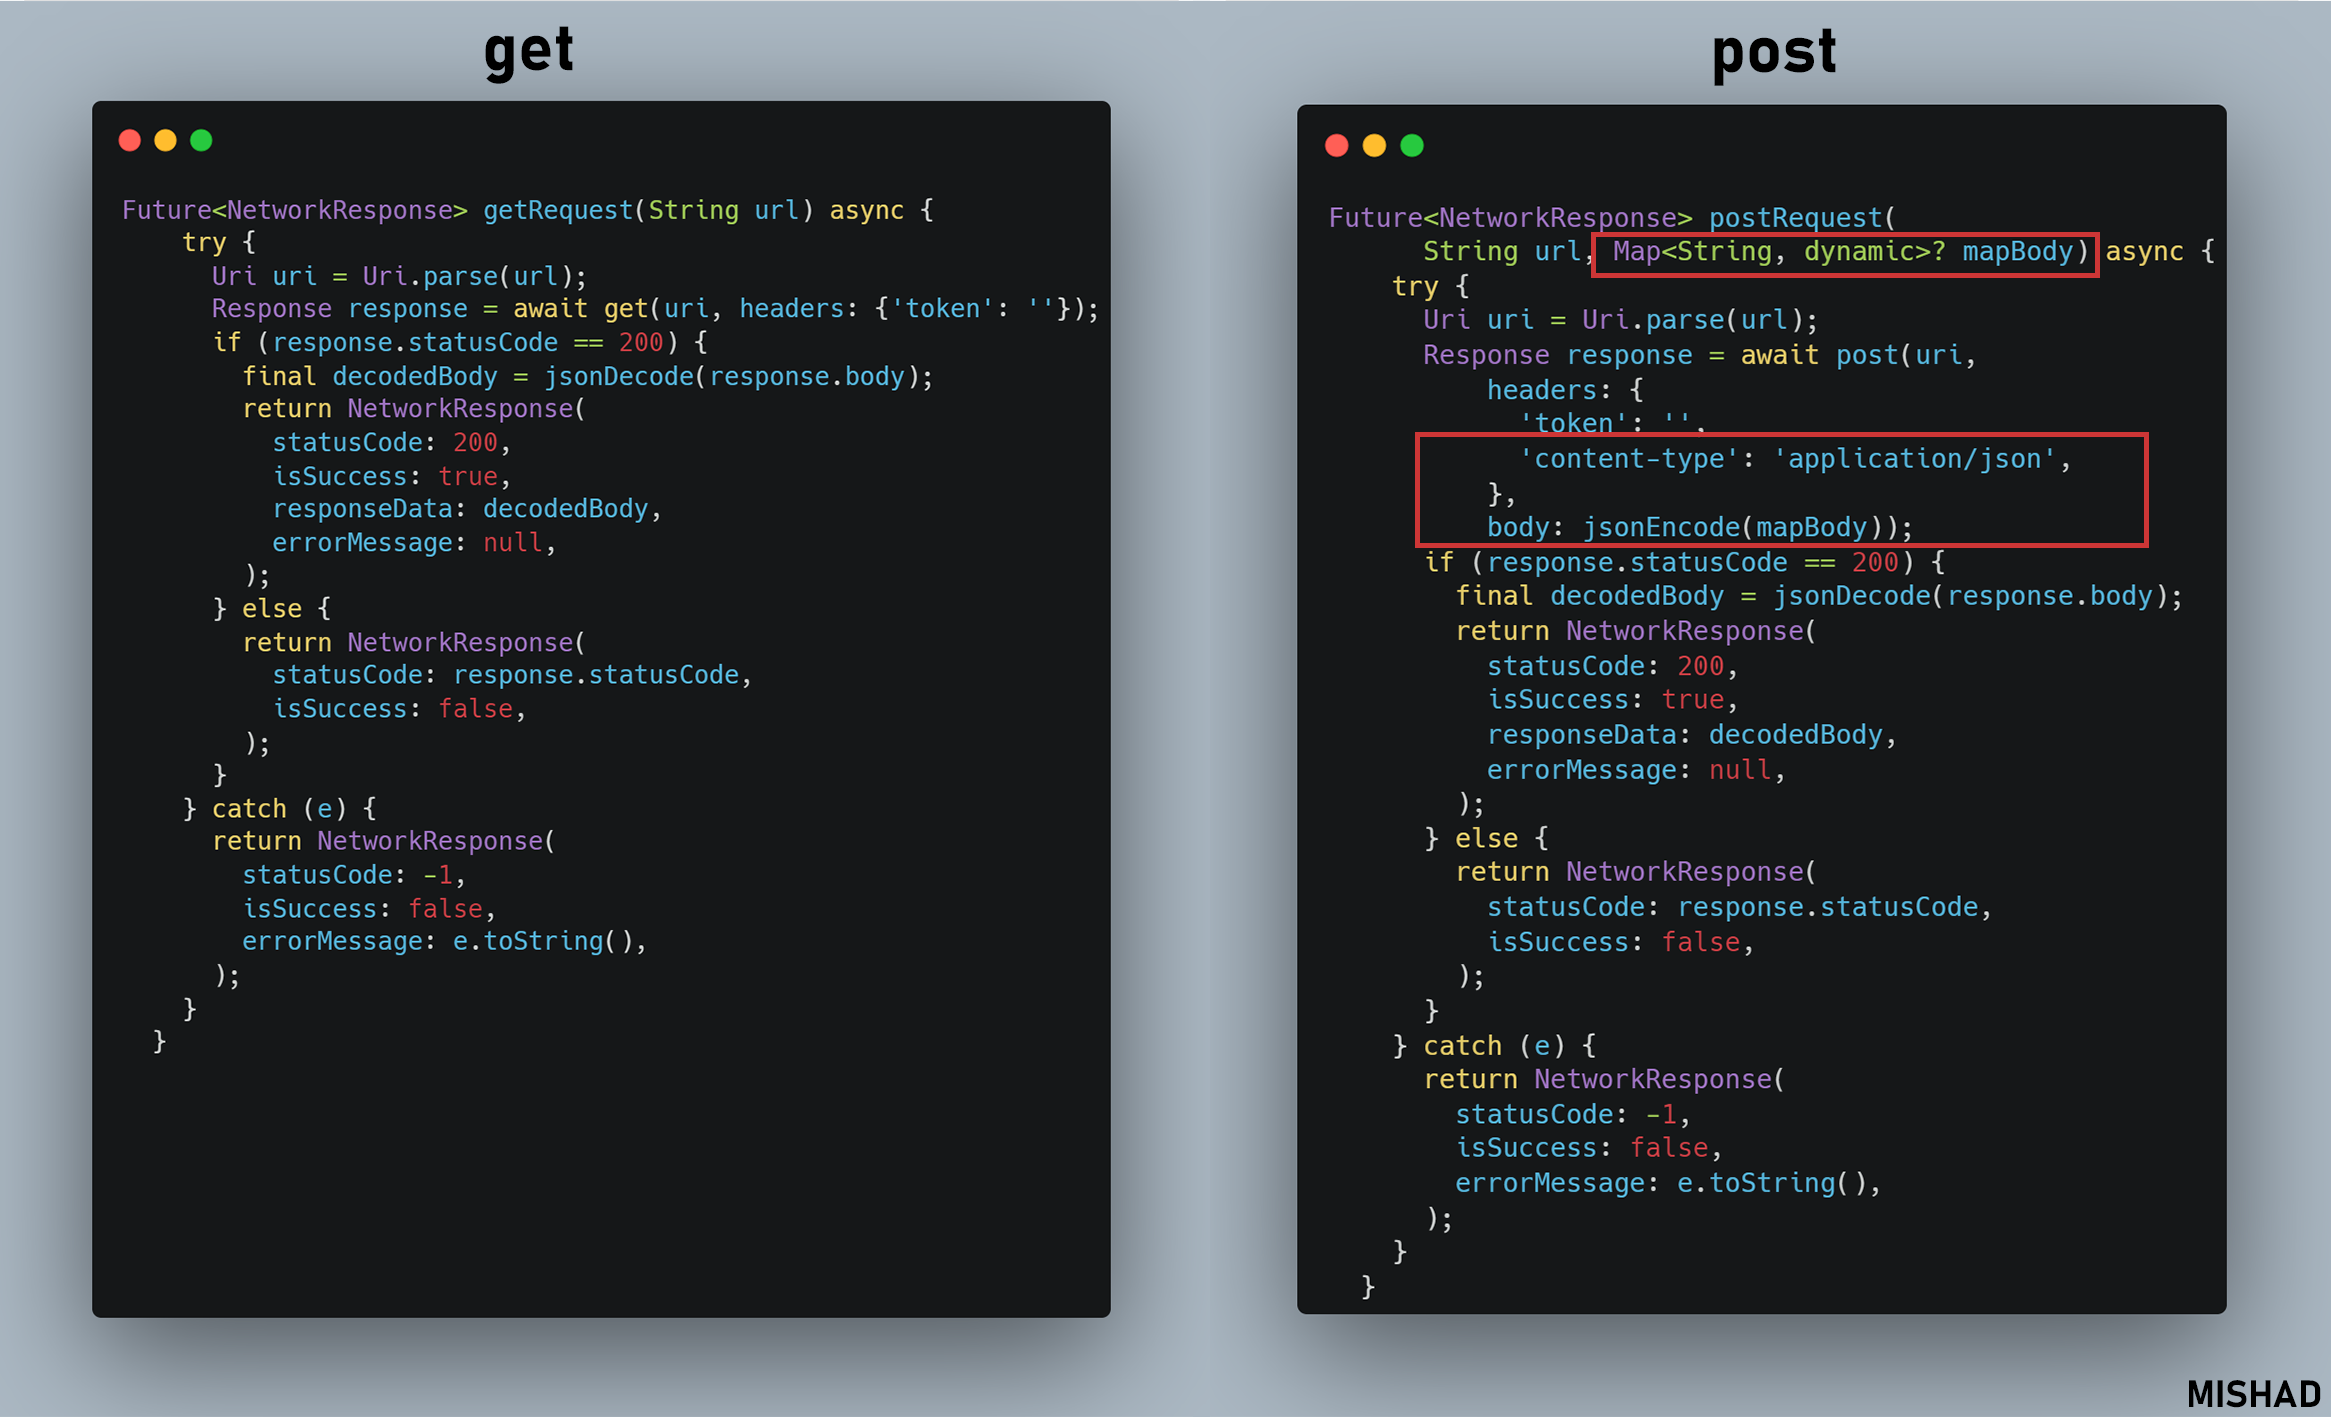 get
Future<NetworkResponse> getRequest(String url) async {
try {
Uri uri = Uri.parse(url);
Response response = await get(uri, headers: {'token': ''});
if (response.statusCode == 200) {
final decodedBody = jsonDecode(response.body);
return NetworkResponse(
statusCode: 200,
isSuccess: true,
responseData: decodedBody,
errorMessage: null,
);
} else {
return NetworkResponse(
statusCode: response.statusCode,
isSuccess: false,
);
}
} catch (e) {
return NetworkResponse(
statusCode: -1,
isSuccess: false,
errorMessage: e.toString(),
);
}
}
post
Future<NetworkResponse> postRequest(
String url, Map<String, dynamic>? mapBody) async {
try {
Uri uri = Uri.parse(url);
Response response = await post(uri,
headers: {
'token': '',
'content-type': 'application/json',
},
body: jsonEncode(mapBody));
if (response.statusCode == 200) {
final decodedBody = jsonDecode(response.body);
return NetworkResponse(
statusCode: 200,
isSuccess: true,
responseData: decodedBody,
errorMessage: null,
);
} else {
return NetworkResponse(
statusCode: response.statusCode,
isSuccess: false,
);
}
} catch (e) {
return NetworkResponse(
statusCode: -1,
isSuccess: false,
errorMessage: e.toString(),
);
}
}
MISHAD